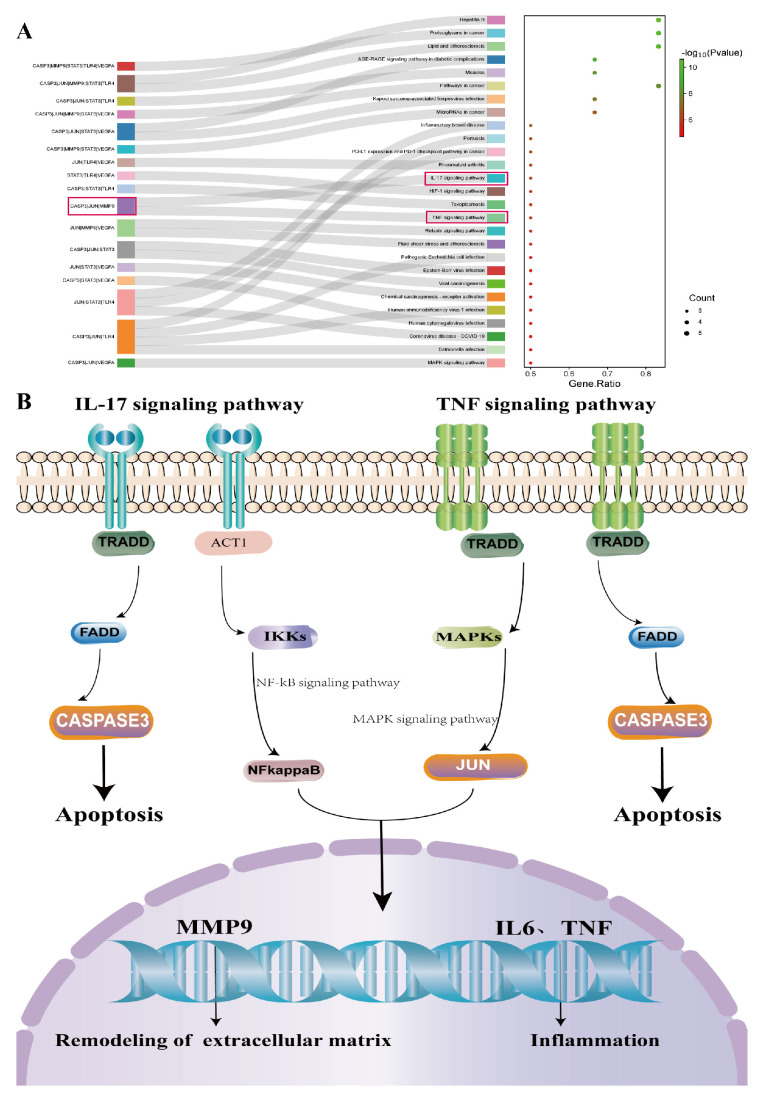 A
Hepatitis B
Proteoglycans in cancer
Lipid and atherosclerosis
AGE-RAGE signaling pathway in diabetic complications
Measles
Pathways in cancer
Kaposi sarcoma-associated herpesvirus infection
MicroRNAs in cancer
Inflammatory bowel disease
Pertussis
PD-L1 expression and PD-1 checkpoint pathway in cancer
Rheumatoid arthritis
IL-17 signaling pathway
HIF-1 signaling pathway
Toxoplasmosis
TNF signaling pathway
Relaxin signaling pathway
Fluid shear stress and atherosclerosis
Pathogenic Escherichia coli infection
Epstein-Barr virus infection
Viral carcinogenesis
Chemical carcinogenesis - receptor activation
Human immunodeficiency virus 1 infection
Human cytomegalovirus infection
Coronavirus disease - COVID-19
Salmonella infection
MAPK signaling pathway
CASP3|MMP9|STAT3|TLR4|VEGFA
CASP3|JUN|MMP9|STAT3|TLR4
CASP3|JUN|STAT3|TLR4
CASP3|JUN|MMP9|STAT3|VEGFA
CASP3|JUN|STAT3|VEGFA
CASP3|MMP9|STAT3|VEGFA
JUN|TLR4|VEGFA
STAT3|TLR4|VEGFA
CASP3|STAT3|TLR4
CASP3|JUN|MMP9
JUN|MMP9|VEGFA
CASP3|JUN|STAT3
JUN|STAT3|VEGFA
CASP3|STAT3|VEGFA
JUN|STAT3|TLR4
CASP3|JUN|TLR4
CASP3|JUN|VEGFA
-log10(Pvalue)
10
8
6
Count
3
4
5
0.5 0.6 0.7 0.8
Gene.Ratio
B
IL-17 signaling pathway
TNF signaling pathway
TRADD
ACT1
TRADD
TRADD
FADD
IKKs
MAPKs
FADD
NF-kB signaling pathway
CASPASE3
MAPK signaling pathway
CASPASE3
NFkappaB
JUN
Apoptosis
Apoptosis
MMP9
IL6、TNF
Remodeling of extracellular matrix
Inflammation